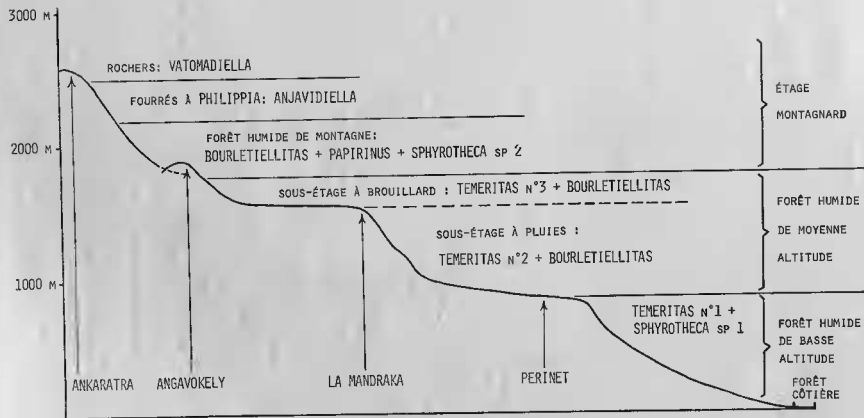 3000 M
ROCHERS: VATOMADIELLA
FOURRÉS À PHILIPPIA: ANJAVIDIELLA
ÉTAGE
MONTAGNARD
2000 M
FORÊT HUMIDE DE MONTAGNE:
BOURLETIELLITAS + PAPIRINUS + SPHYROTHECA SP 2
SOUS-ÉTAGE À BROUILLARD : TEMERITAS N°3 + BOURLETIELLITAS
SOUS-ÉTAGE À PLUIES :
TEMERITAS N°2 + BOURLETIELLITAS
FORÊT HUMIDE
DE MOYENNE
ALTITUDE
1000 M
TEMERITAS N°1 +
SPHYROTHECA SP 1
FORÊT HUMIDE
DE BASSE
ALTITUDE
FORÊT
CÔTIÈRE
ANKARATRA
ANGAVOKELY
LA MANDRAKA
PERINET